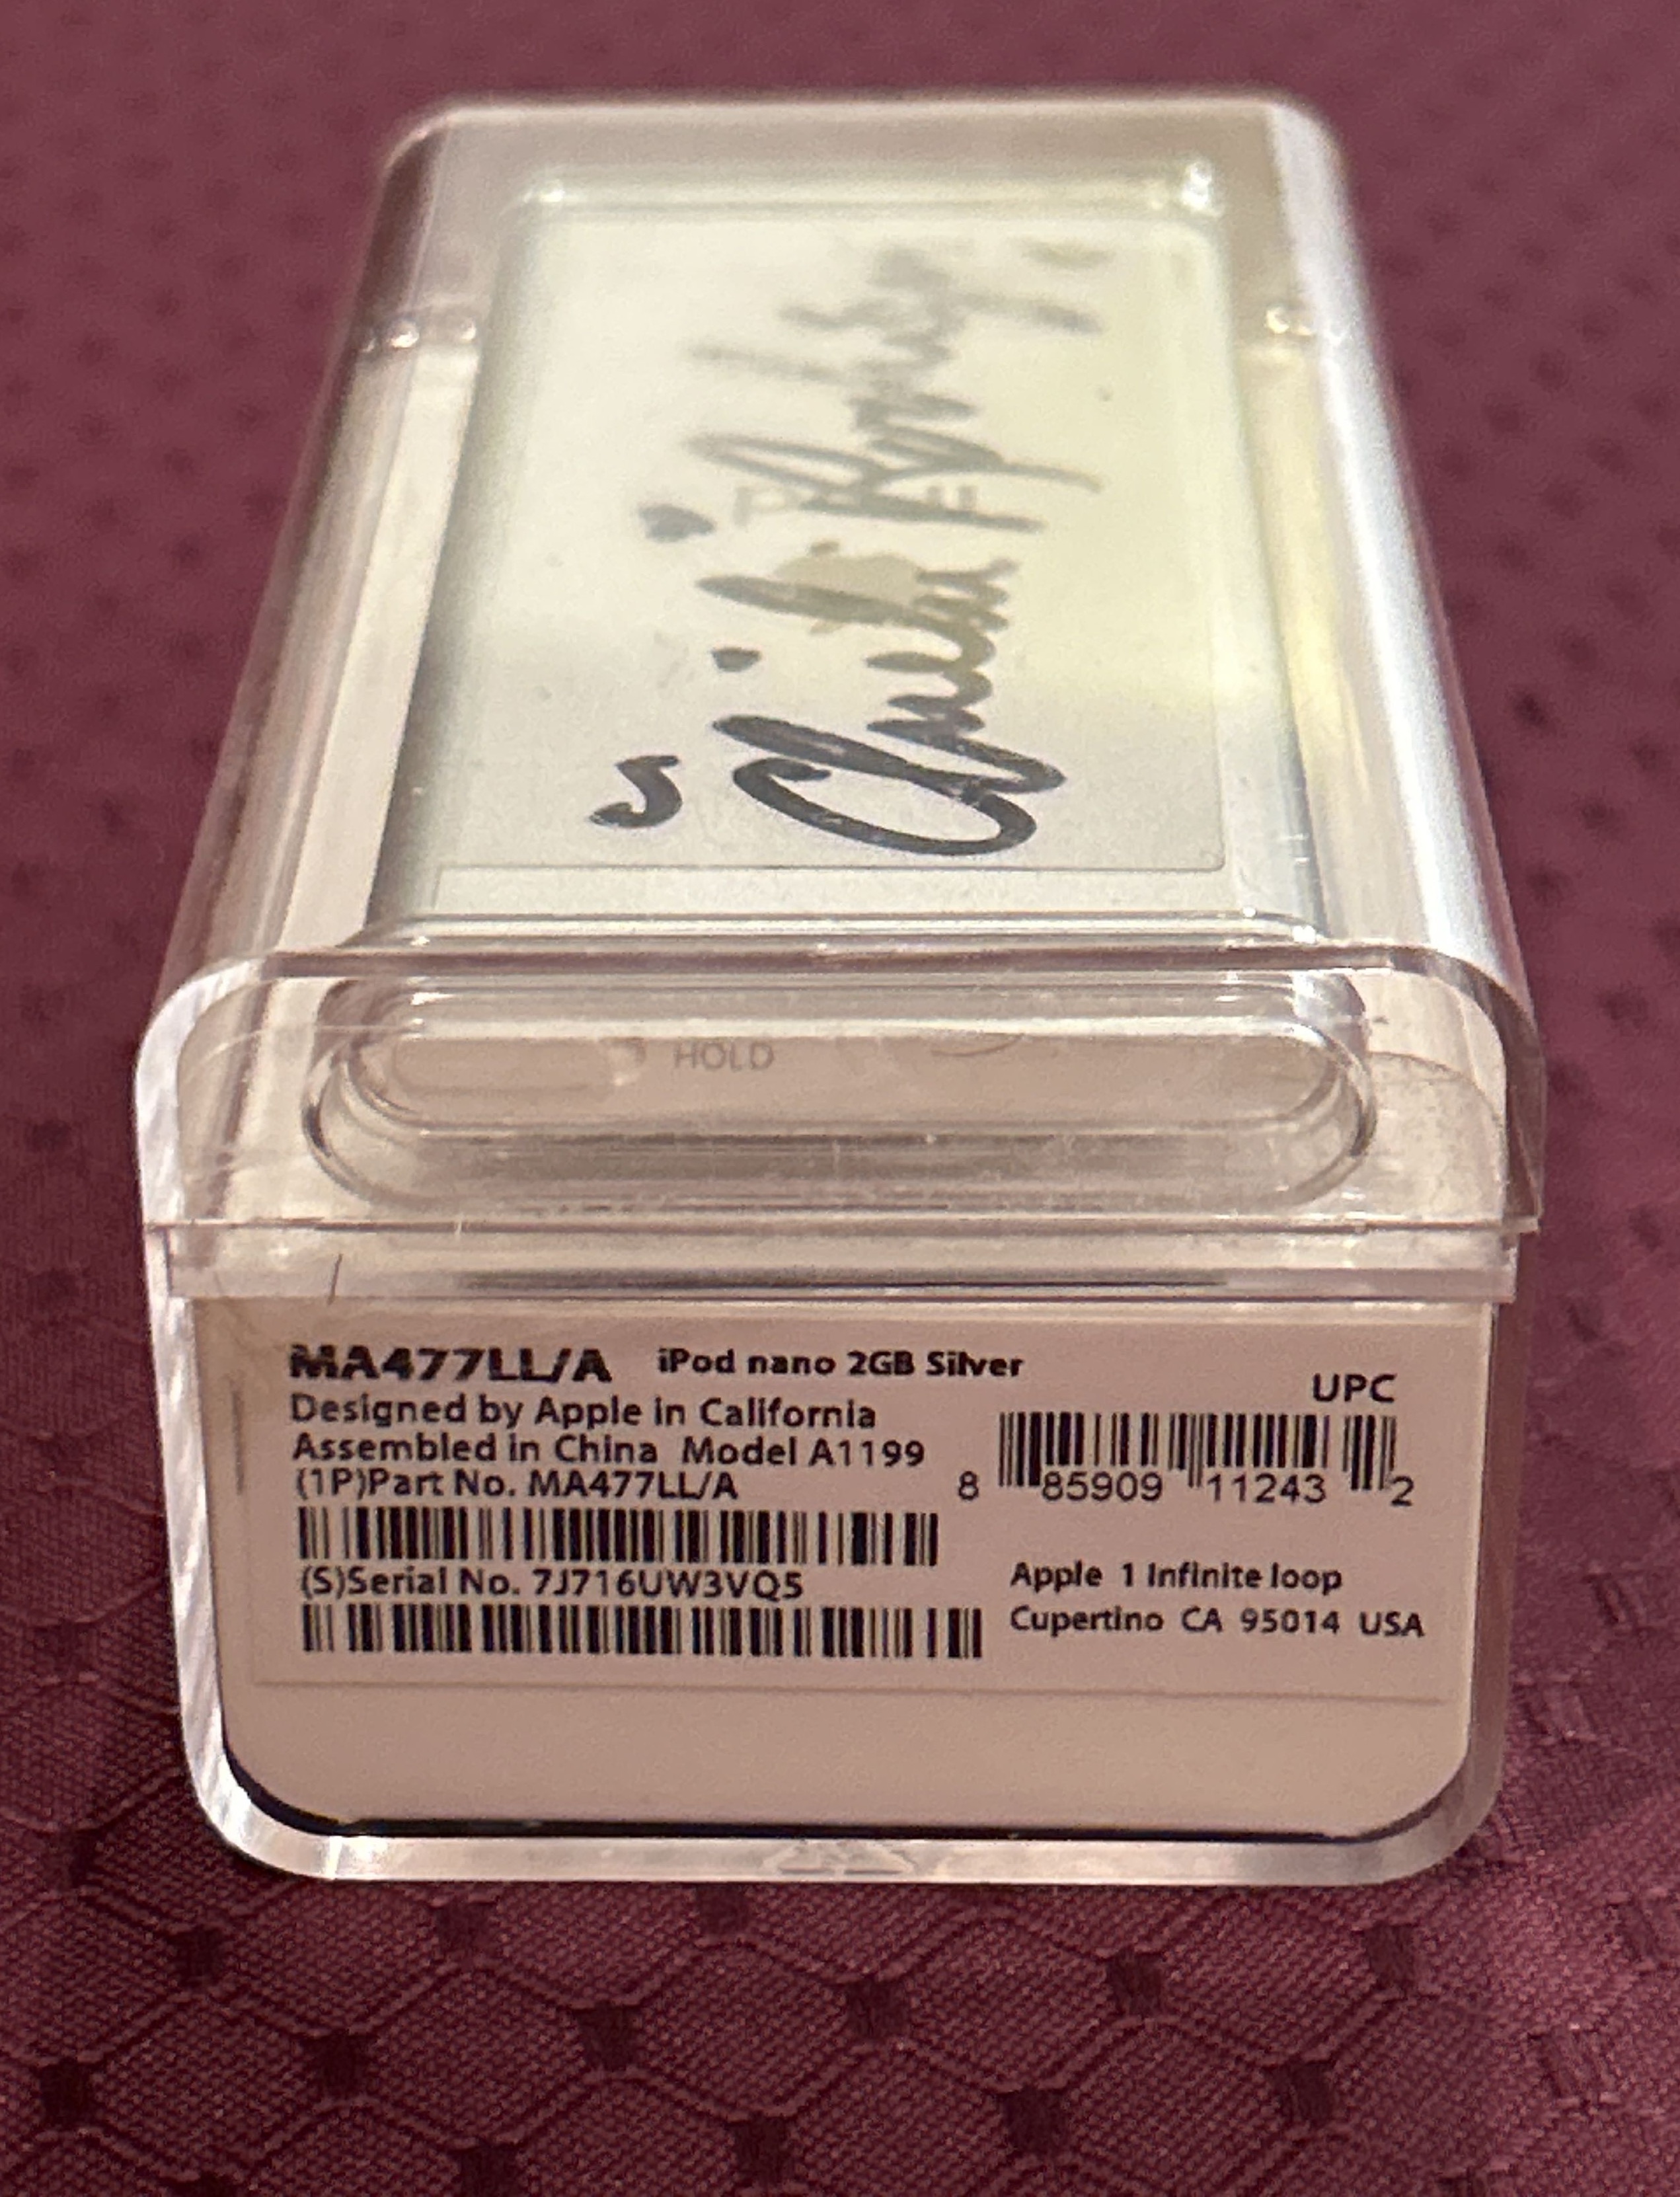 HOLD
MA477LL/A iPod nano 2GB Silver
Designed by Apple in California
Assembled in China Model A1199
(1P)Part No. MA477LL/A
(S)Serial No. 7J716UW3VQ5
UPC
8 85909 11243 2
Apple 1 Infinite loop
Cupertino CA 95014 USA